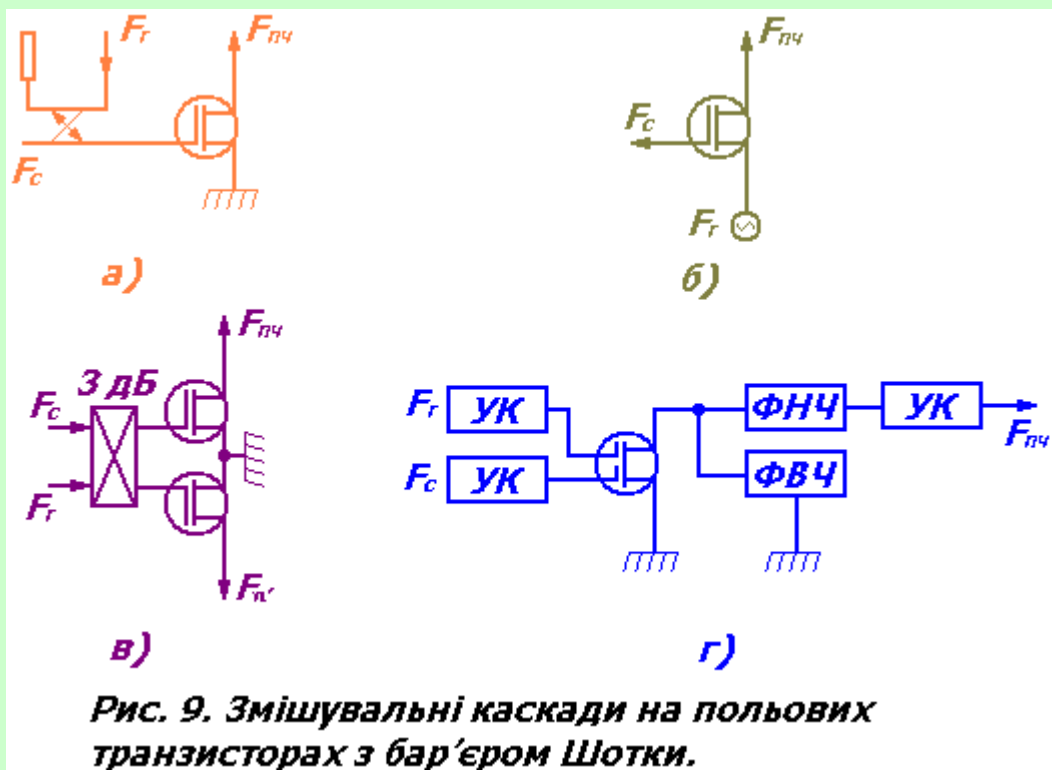 Fг
Fпч
Fс
а)
Fпч
Fс
Fг
б)
Fпч
3 дБ
Fс
Fг
Fп'
в)
Fг УК ФНЧ УК
Fпч
Fс УК ФВЧ
г)
Рис. 9. Змішувальні каскади на польових
транзисторах з бар’єром Шотки.